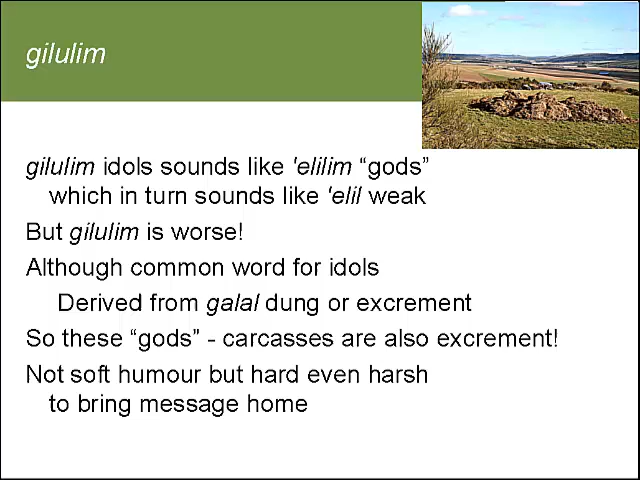 gilulim
gilulim idols sounds like 'elilim “gods”
which in turn sounds like 'elil weak
But gilulim is worse!
Although common word for idols
Derived from galal dung or excrement
So these “gods” - carcasses are also excrement!
Not soft humour but hard even harsh
to bring message home